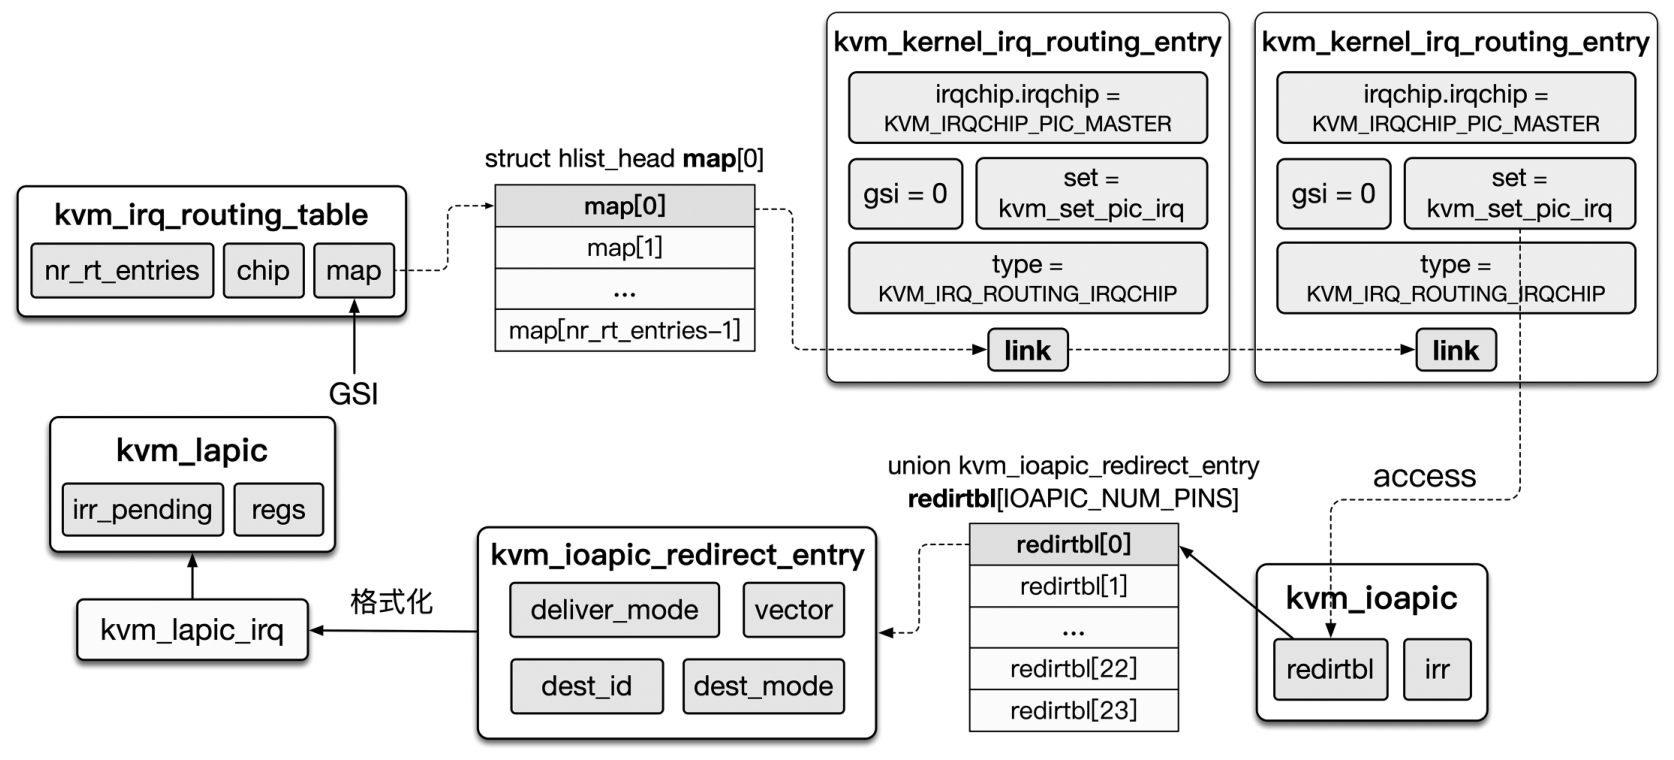 kvm_kernel_irq_routing_entry
irqchip.irqchip =
KVM_IRQCHIP_PIC_MASTER
gsi = 0
set =
kvm_set_pic_irq
type =
KVM_IRQ_ROUTING_IRQCHIP
link
kvm_kernel_irq_routing_entry
irqchip.irqchip =
KVM_IRQCHIP_PIC_MASTER
gsi = 0
set =
kvm_set_pic_irq
type =
KVM_IRQ_ROUTING_IRQCHIP
link
struct hlist_head map[0]
map[0]
map[1]
...
map[nr_rt_entries-1]
kvm_irq_routing_table
nr_rt_entries
chip
map
GSI
kvm_lapic
irr_pending
regs
kvm_lapic_irq
格式化
kvm_ioapic_redirect_entry
deliver_mode
vector
dest_id
dest_mode
union kvm_ioapic_redirect_entry
redirtbl[IOAPIC_NUM_PINS]
redirtbl[0]
redirtbl[1]
...
redirtbl[22]
redirtbl[23]
access
kvm_ioapic
redirtbl
irr